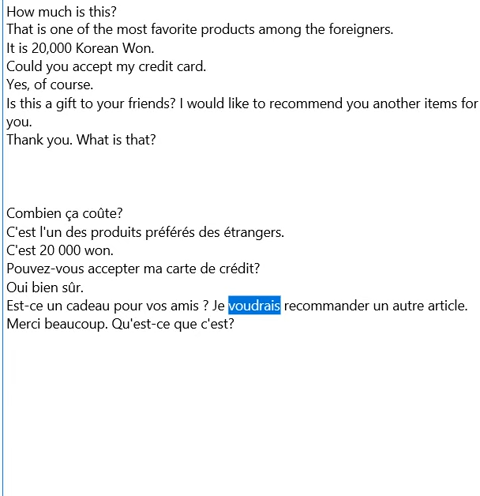 How much is this?
That is one of the most favorite products among the foreigners.
It is 20,000 Korean Won.
Could you accept my credit card.
Yes, of course.
Is this a gift to your friends? I would like to recommend you another items for
you.
Thank you. What is that?
Combien ça coûte?
C'est l'un des produits préférés des étrangers.
C'est 20 000 won.
Pouvez-vous accepter ma carte de crédit?
Oui bien sûr.
Est-ce un cadeau pour vos amis ? Je voudrais recommander un autre article.
Merci beaucoup. Qu'est-ce que c'est?